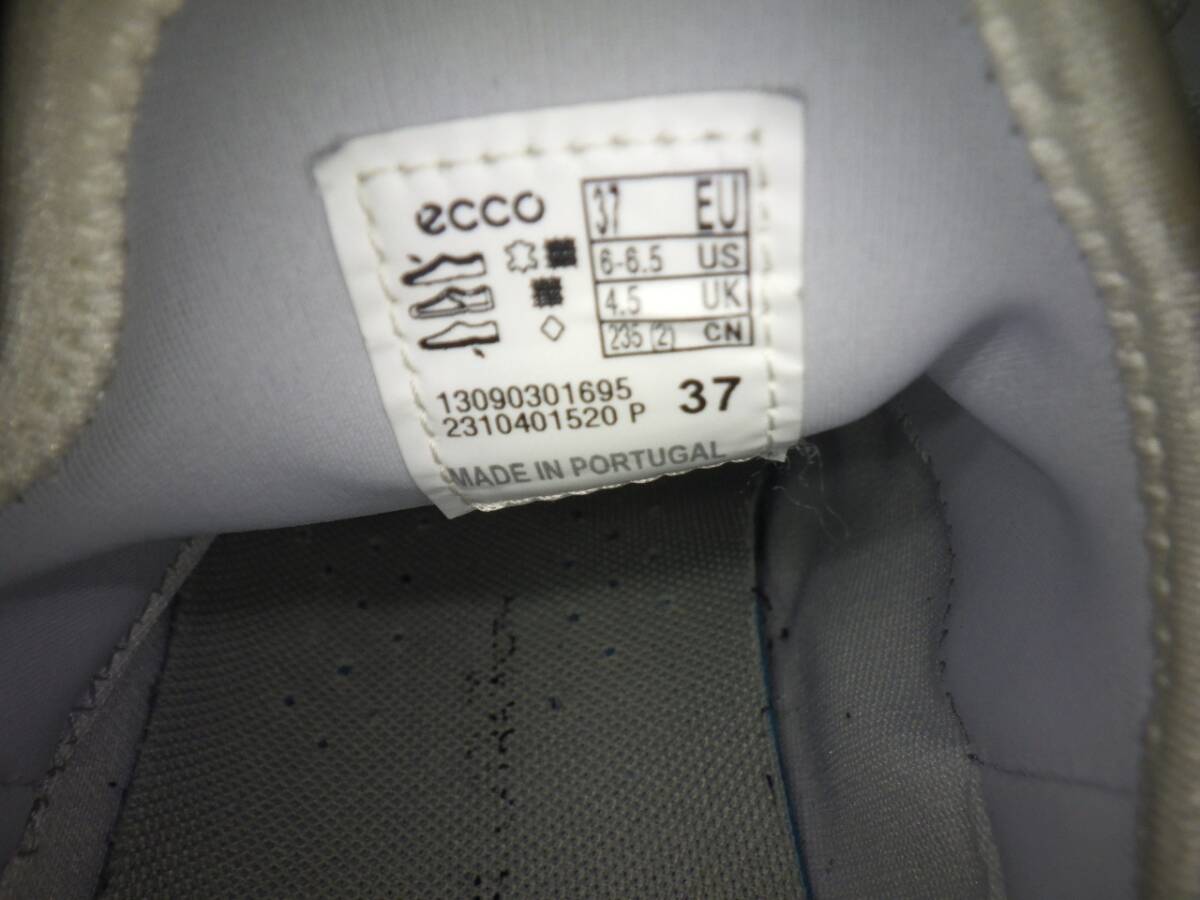 ecco
37 EU
6-6.5 US
4.5 UK
235 (2) CN
13090301695 37
2310401520 P
MADE IN PORTUGAL